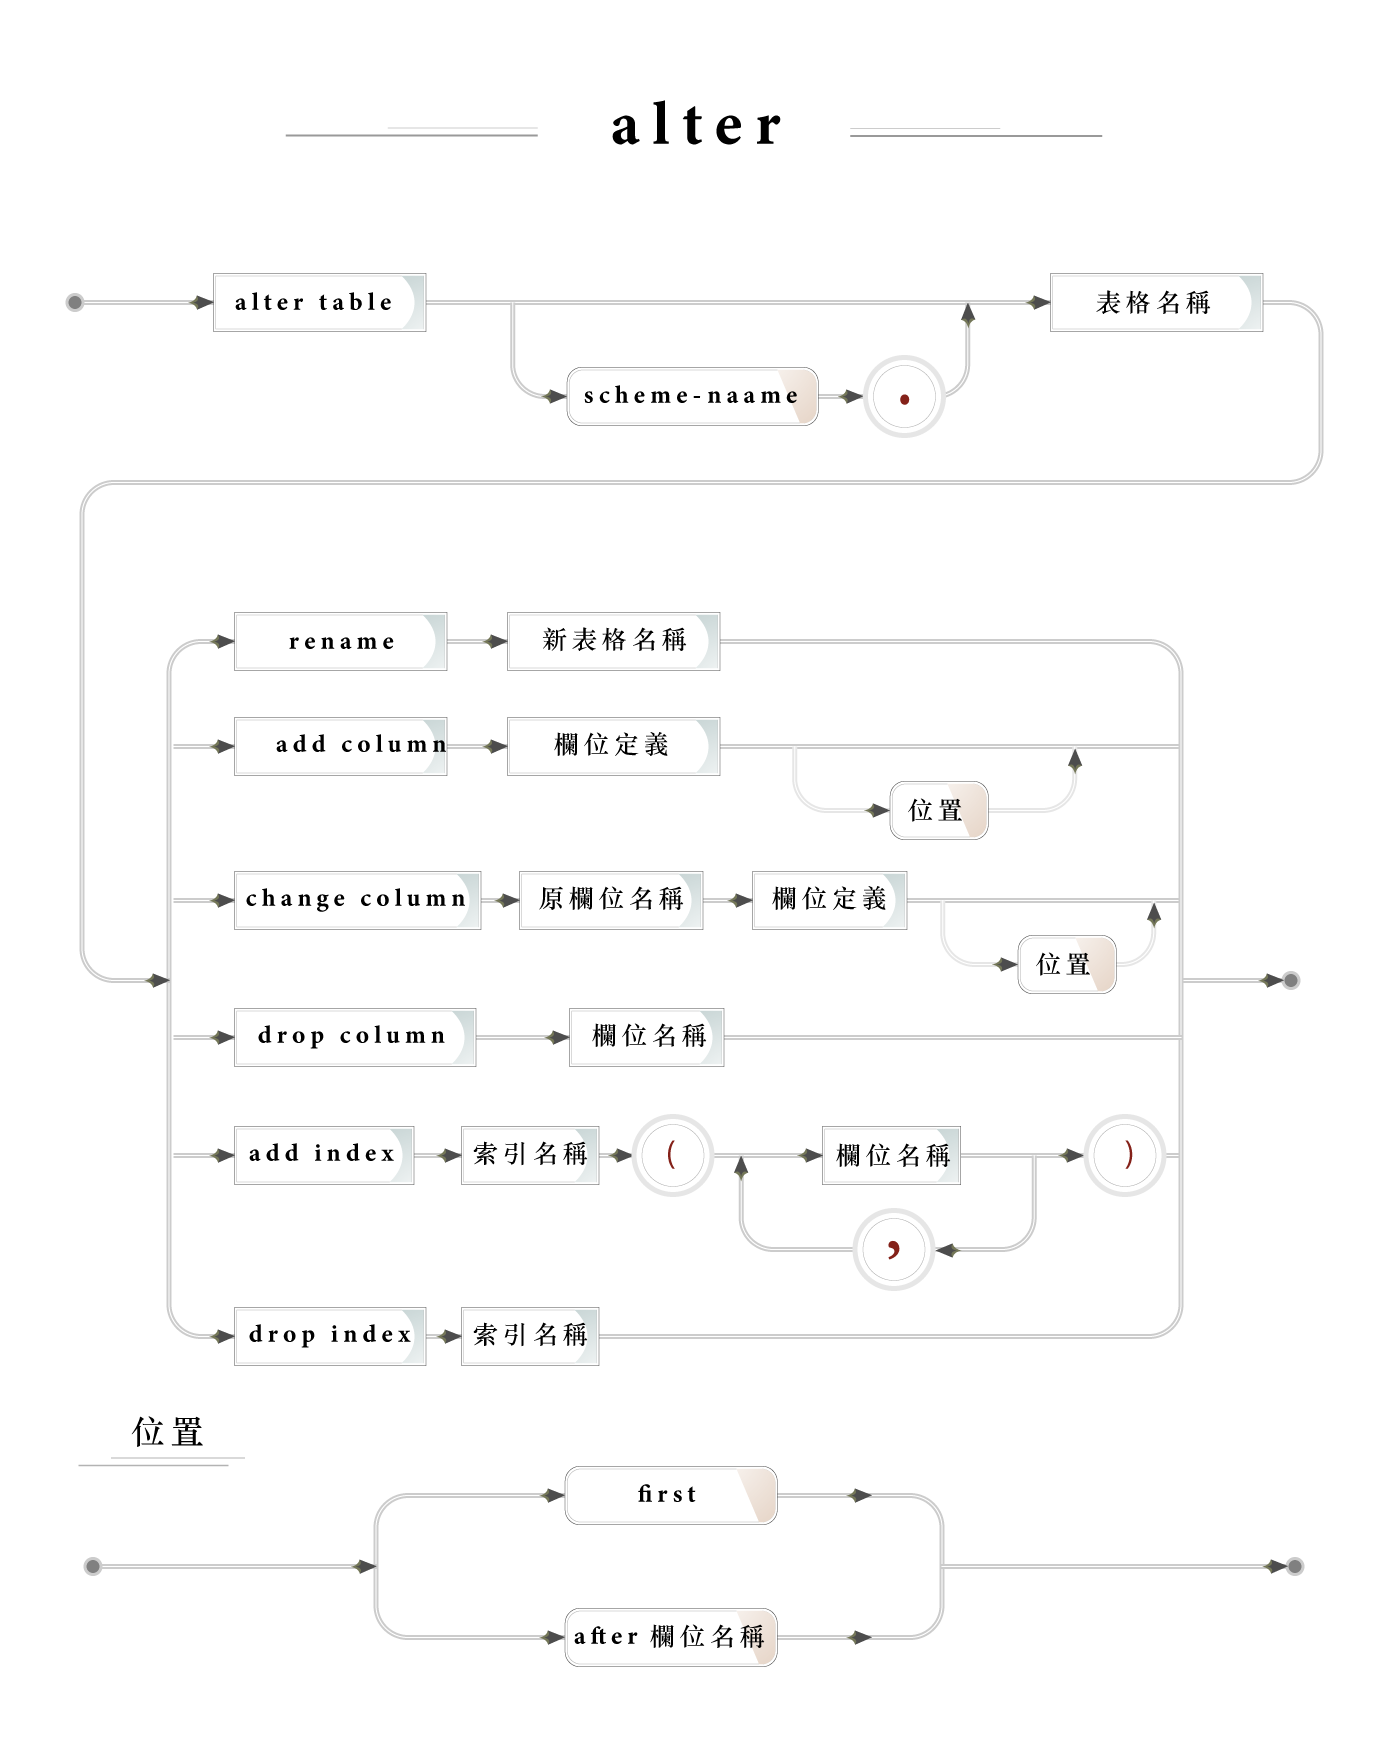 alter
alter table
表格名稱
scheme-naame
.
rename
新表格名稱
add column
欄位定義
位置
change column
原欄位名稱
欄位定義
位置
drop column
欄位名稱
add index
索引名稱
(
欄位名稱
)
,
drop index
索引名稱
位置
first
after 欄位名稱